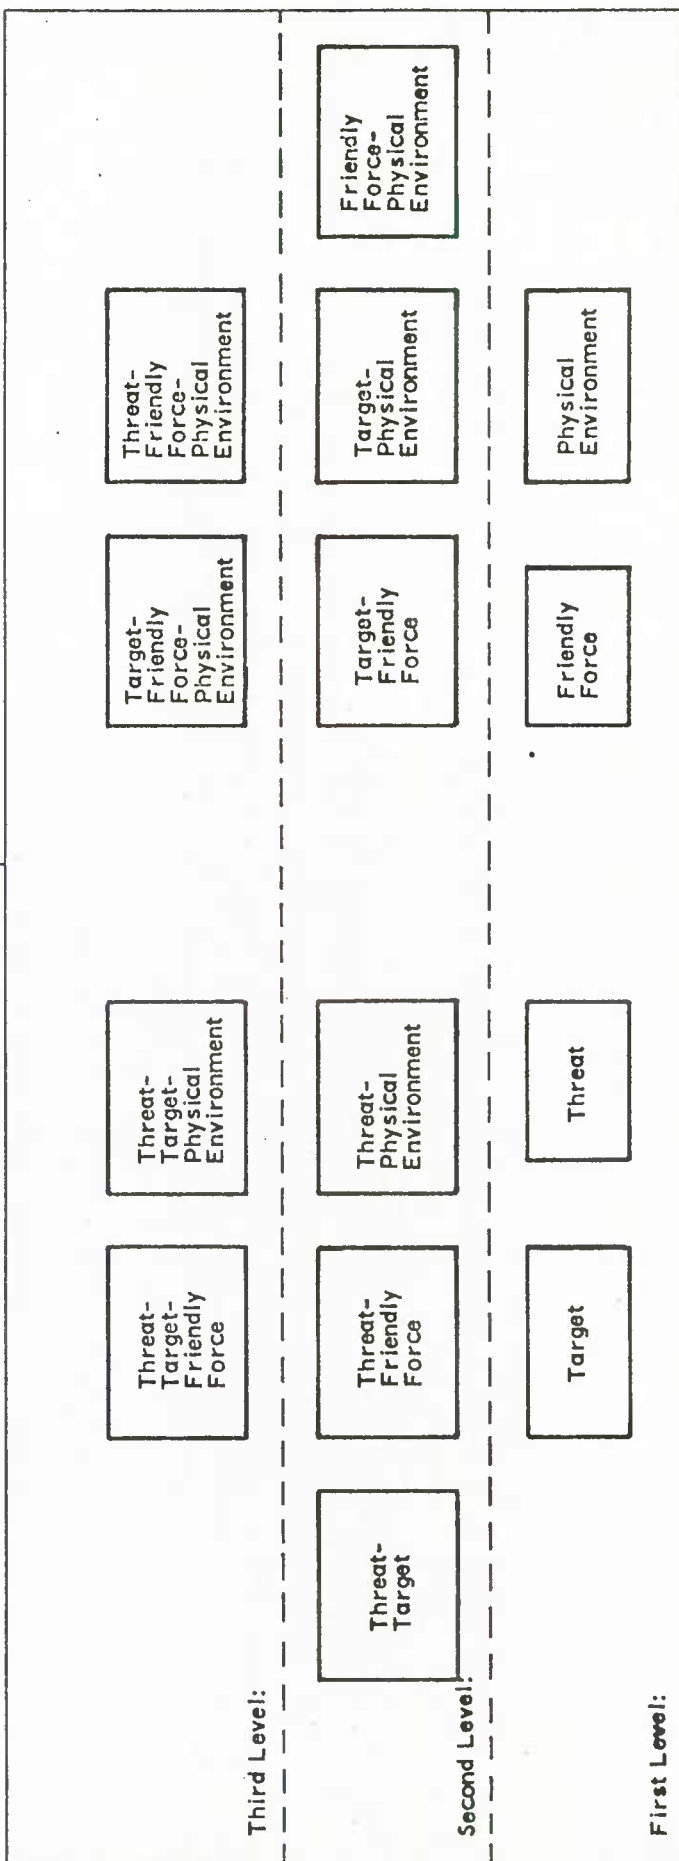 Third Level:
Threat-
Target-
Friendly
Force
Threat-
Target-
Physical
Environment
Target-
Friendly
Force-
Physical
Environment
Threat-
Friendly
Force-
Physical
Environment
Second Level:
Threat-
Target
Threat-
Friendly
Force
Threat-
Physical
Environment
Target-
Friendly
Force
Target-
Physical
Environment
Friendly
Force-
Physical
Environment
First Level:
Target
Threat
Friendly
Force
Physical
Environment